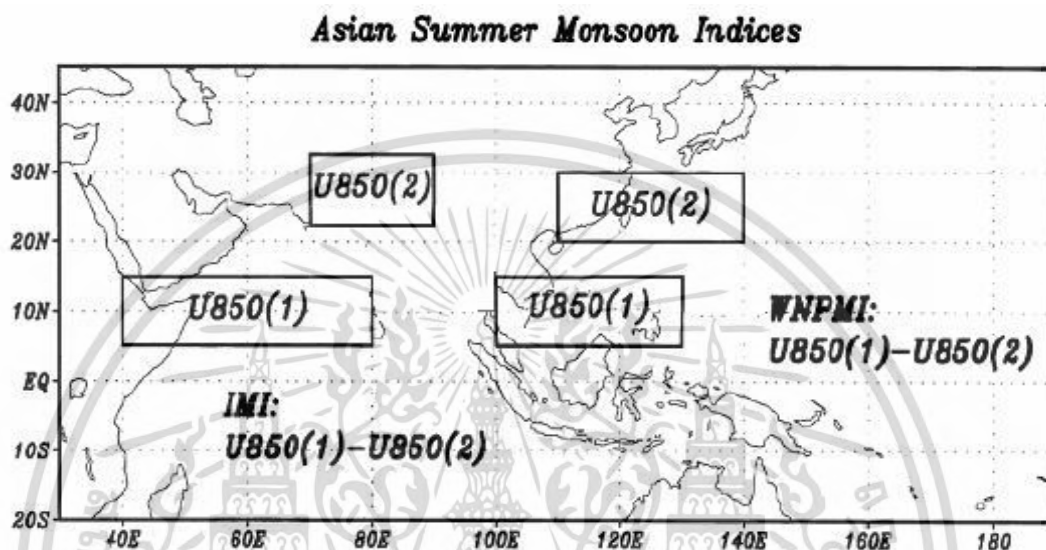 Asian Summer Monsoon Indices
40N
30N
20N
10N
EQ
10S
20S
U850(2)
U850(2)
U850(1)
U850(1)
WNPMI:
U850(1)-U850(2)
IMI:
U850(1)-U850(2)
40E
60E
80E
100E
120E
140E
160E
180